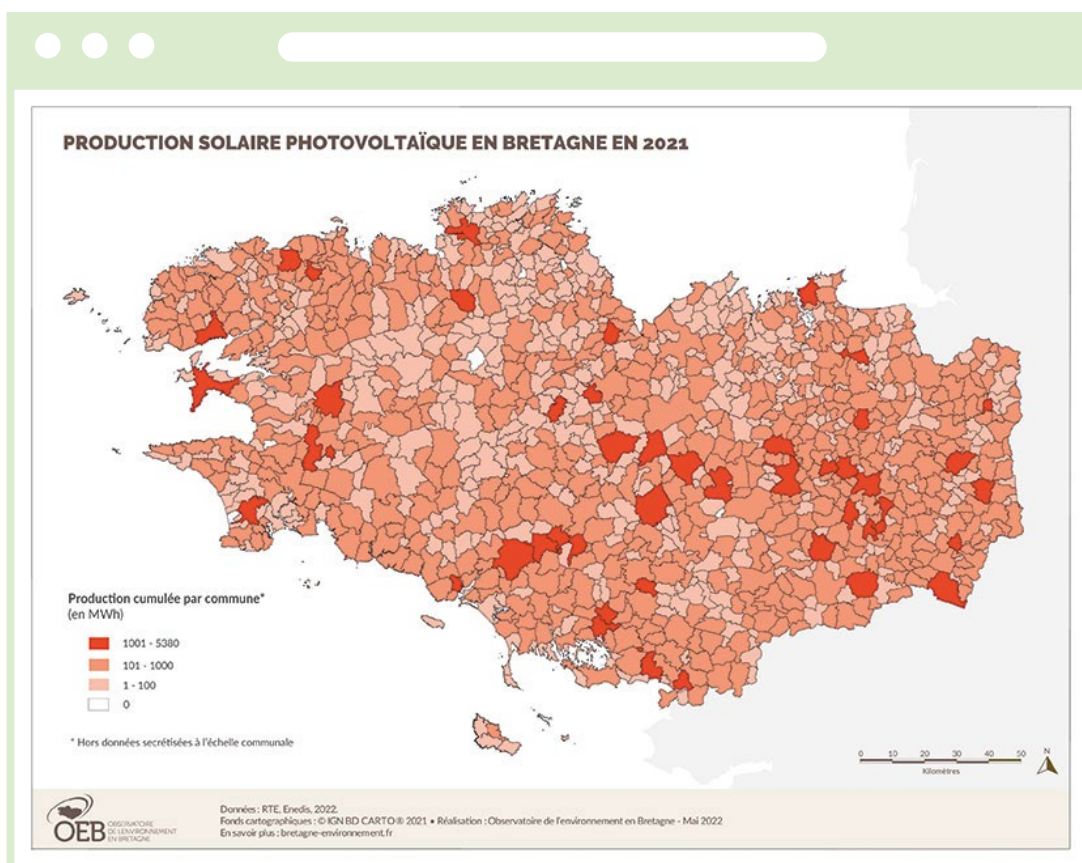 PRODUCTION SOLAIRE PHOTOVOLTAÏQUE EN BRETAGNE EN 2021
Production cumulée par commune*
(en MWh)
1001 - 5380
101 - 1000
1 - 100
0
* Hors données secrétisées à l'échelle communale
0 10 20 30 40 50
Kilomètres
N
OEB
OBSERVATOIRE
DE L'ENVIRONNEMENT
EN BRETAGNE
Données : RTE, Enedis, 2022.
Fonds cartographiques : © IGN BD CARTO ® 2021 • Réalisation : Observatoire de l'environnement en Bretagne - Mai 2022
En savoir plus : bretagne-environnement.fr